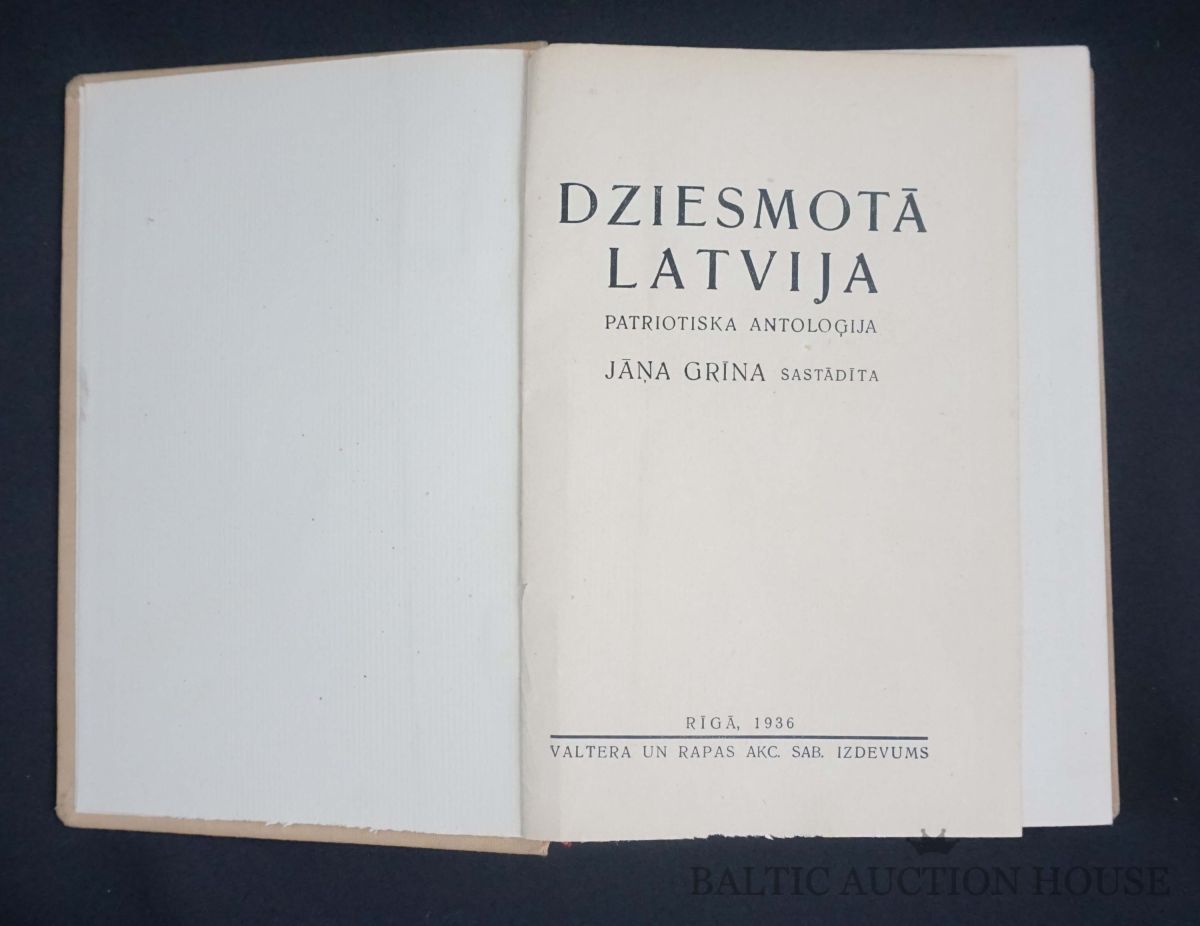 DZIESMOTĀ
LATVIJA
PATRIOTISKA ANTOLOĢIJA
JĀŅA GRĪNA SASTĀDĪTA
RĪGĀ, 1936
VALTERA UN RAPAS AKC. SAB. IZDEVUMS
BALTIC AUCTION HOUSE